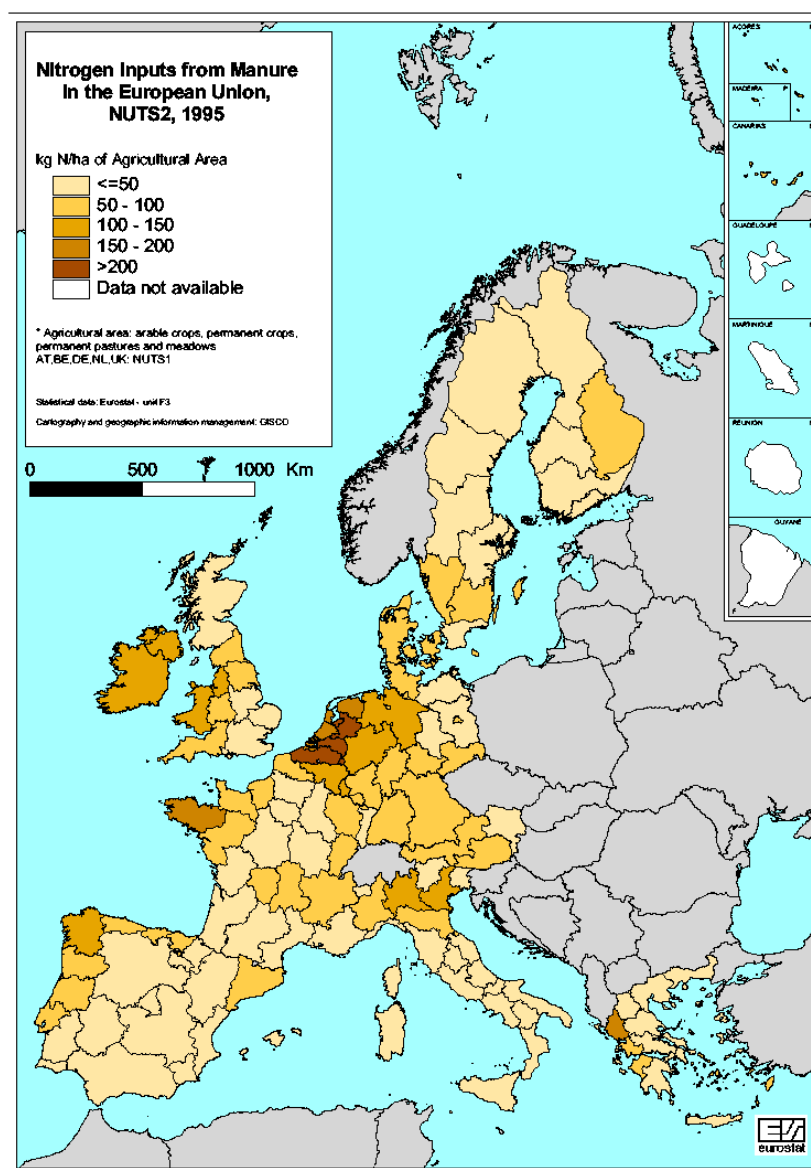 Nitrogen Inputs from Manure
in the European Union,
NUTS2, 1995
kg N/ha of Agricultural Area
<=50
50 - 100
100 - 150
150 - 200
>200
Data not available
* Agricultural area: arable crops, permanent crops,
permanent pastures and meadows
AT,BE,DE,NL,UK: NUTS1
Statistical data: Eurostat - unit F3
Cartography and geographic information management: GISCO
0 500 1000 Km
AÇORES
MADEIRA P
CANARIAS
GUADELOUPE
MARTINIQUE
RÉUNION
GUYANE
F
eurostat